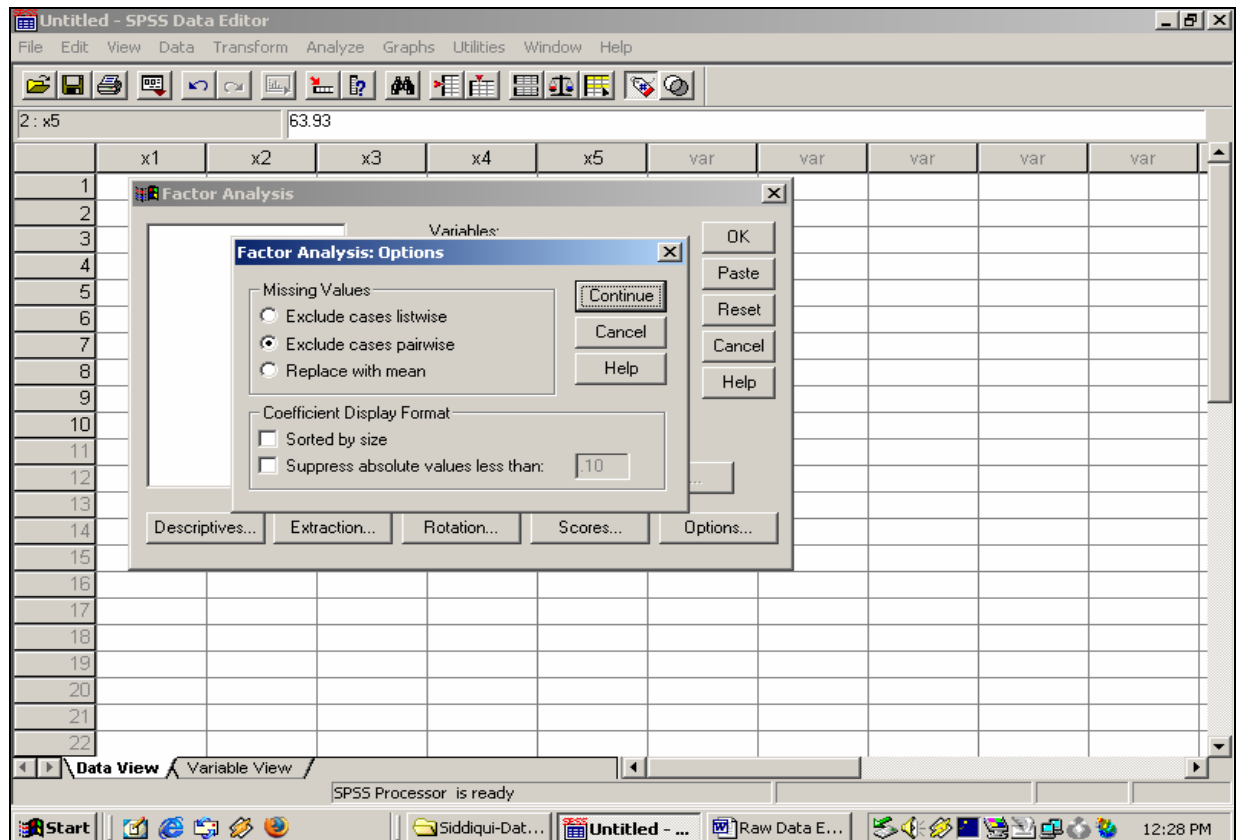 Untitled - SPSS Data Editor
File Edit View Data Transform Analyze Graphs Utilities Window Help
2 : x5 63.93
x1 x2 x3 x4 x5 var var var var var
1
2
3
4
5
6
7
8
9
10
11
12
13
14
15
16
17
18
19
20
21
22
Factor Analysis
Variables:
OK
Paste
Reset
Cancel
Help
...
Descriptives... Extraction... Rotation... Scores... Options...
Factor Analysis: Options
Missing Values
Exclude cases listwise
Exclude cases pairwise
Replace with mean
Continue
Cancel
Help
Coefficient Display Format
Sorted by size
Suppress absolute values less than: .10
Data View Variable View
SPSS Processor is ready
Start Siddiqui-Dat... Untitled - ... Raw Data E... 12:28 PM